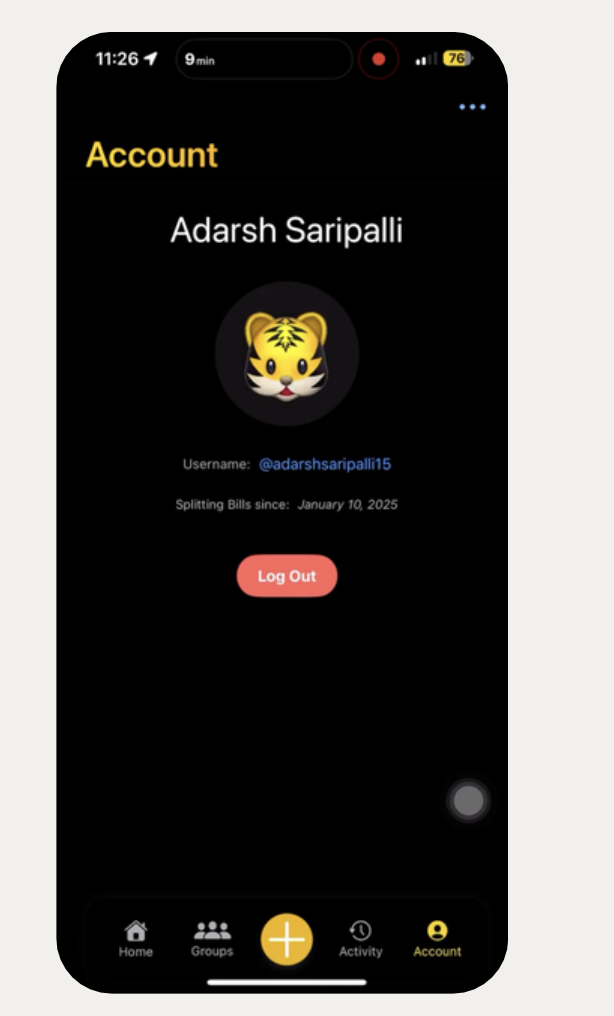 11:26 9min 76
Account
Adarsh Saripalli
Username: @adarshsaripalli15
Splitting Bills since: January 10, 2025
Log Out
Home Groups Activity Account